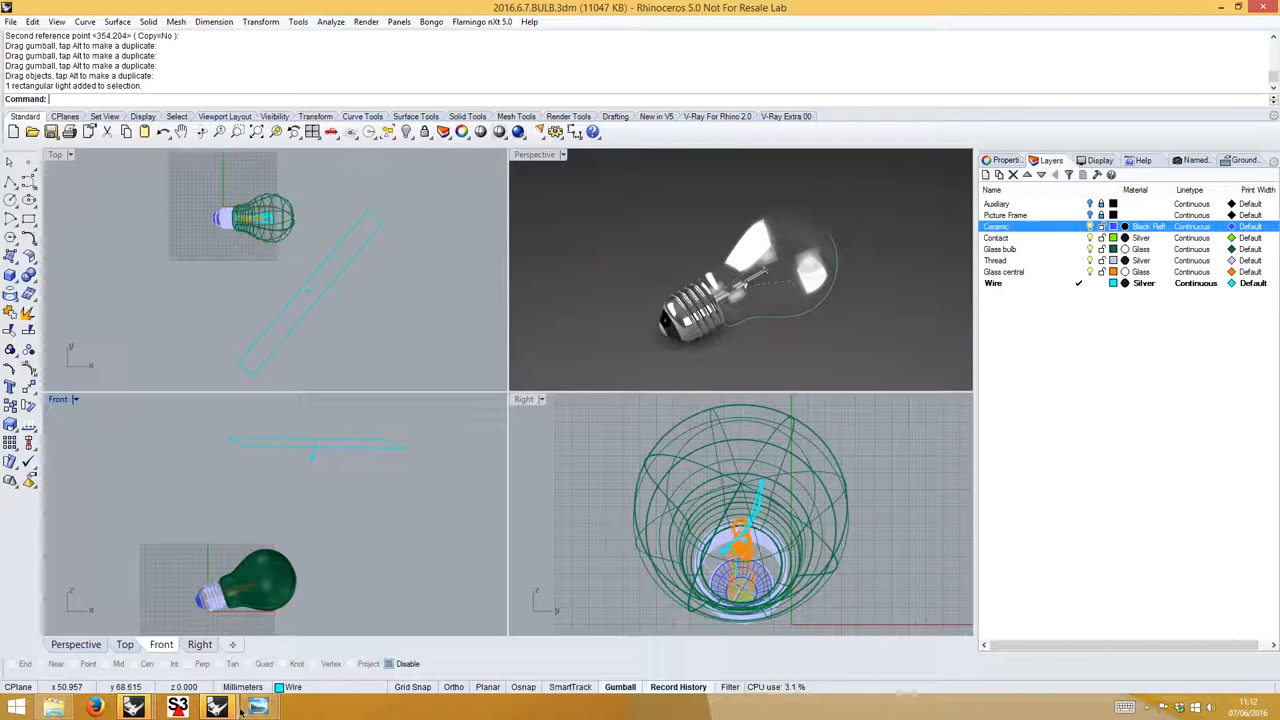 2016.6.7.BULB.3dm (11047 KB) - Rhinoceros 5.0 Not For Resale Lab
File Edit View Curve Surface Solid Mesh Dimension Transform Tools Analyze Render Panels Bongo Flamingo nXt 5.0 Help
Second reference point <354.204> ( Copy=No ):
Drag gumball, tap Alt to make a duplicate:
Drag gumball, tap Alt to make a duplicate:
Drag gumball, tap Alt to make a duplicate:
Drag objects, tap Alt to make a duplicate:
1 rectangular light added to selection.
Command:
Standard CPlanes Set View Display Select Viewport Layout Visibility Transform Curve Tools Surface Tools Solid Tools Mesh Tools Render Tools Drafting New in V5 V-Ray For Rhino 2.0 V-Ray Extra 00
Top
Perspective
Properti... Layers Display Help Named... Ground...
Name Material Linetype Print Width
Auxiliary Continuous Default
Picture Frame Continuous Default
Ceramic Black Refl Continuous Default
Contact Silver Continuous Default
Glass bulb Glass Continuous Default
Thread Silver Continuous Default
Glass central Glass Continuous Default
Wire Silver Continuous Default
y
x
Front
Right
z
x
z
y
Perspective Top Front Right
End Near Point Mid Cen Int Perp Tan Quad Knot Vertex Project Disable
CPlane x 50.957 y 68.615 z 0.000 Millimeters Wire Grid Snap Ortho Planar Osnap SmartTrack Gumball Record History Filter CPU use: 3.1 %
S3
11:12
07/06/2016